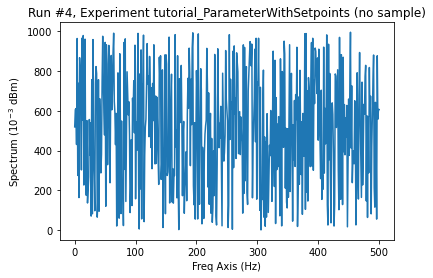 Run #4, Experiment tutorial_ParameterWithSetpoints (no sample)
1000
800
600
400
200
0
Spectrum (10⁻³ dBm)
0 100 200 300 400 500
Freq Axis (Hz)